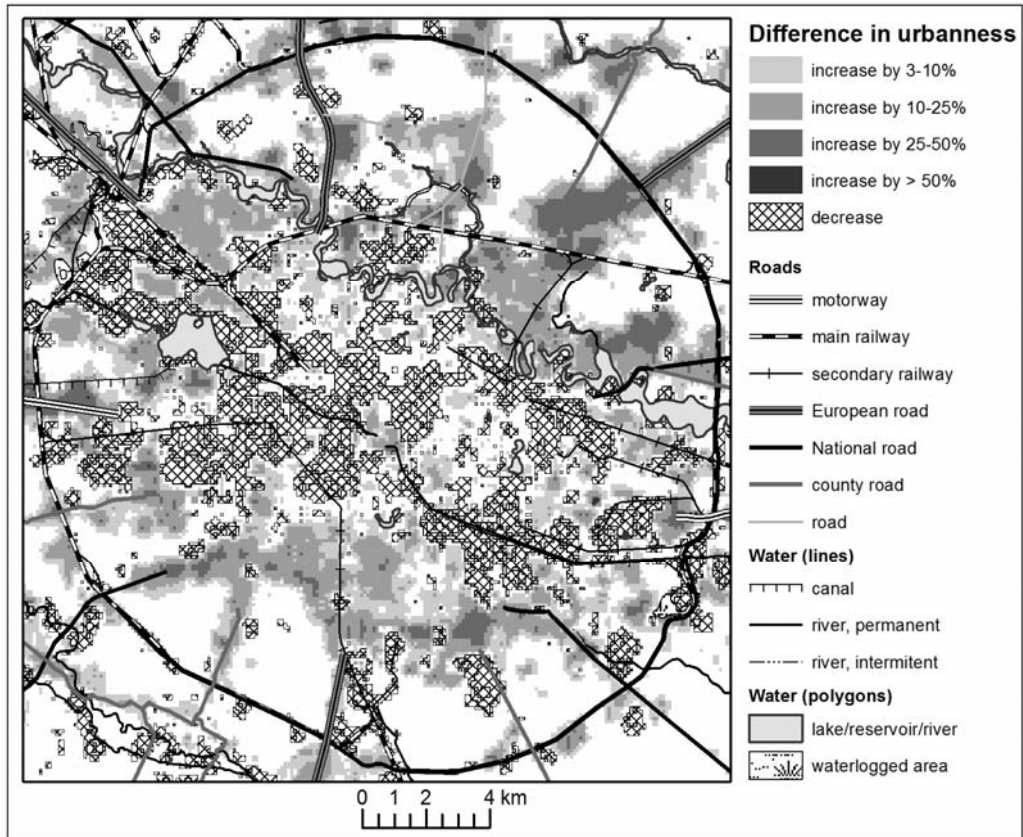 Difference in urbanness
increase by 3-10%
increase by 10-25%
increase by 25-50%
increase by > 50%
decrease
Roads
motorway
main railway
secondary railway
European road
National road
county road
road
Water (lines)
canal
river, permanent
river, intermitent
Water (polygons)
lake/reservoir/river
waterlogged area
0 1 2 4 km